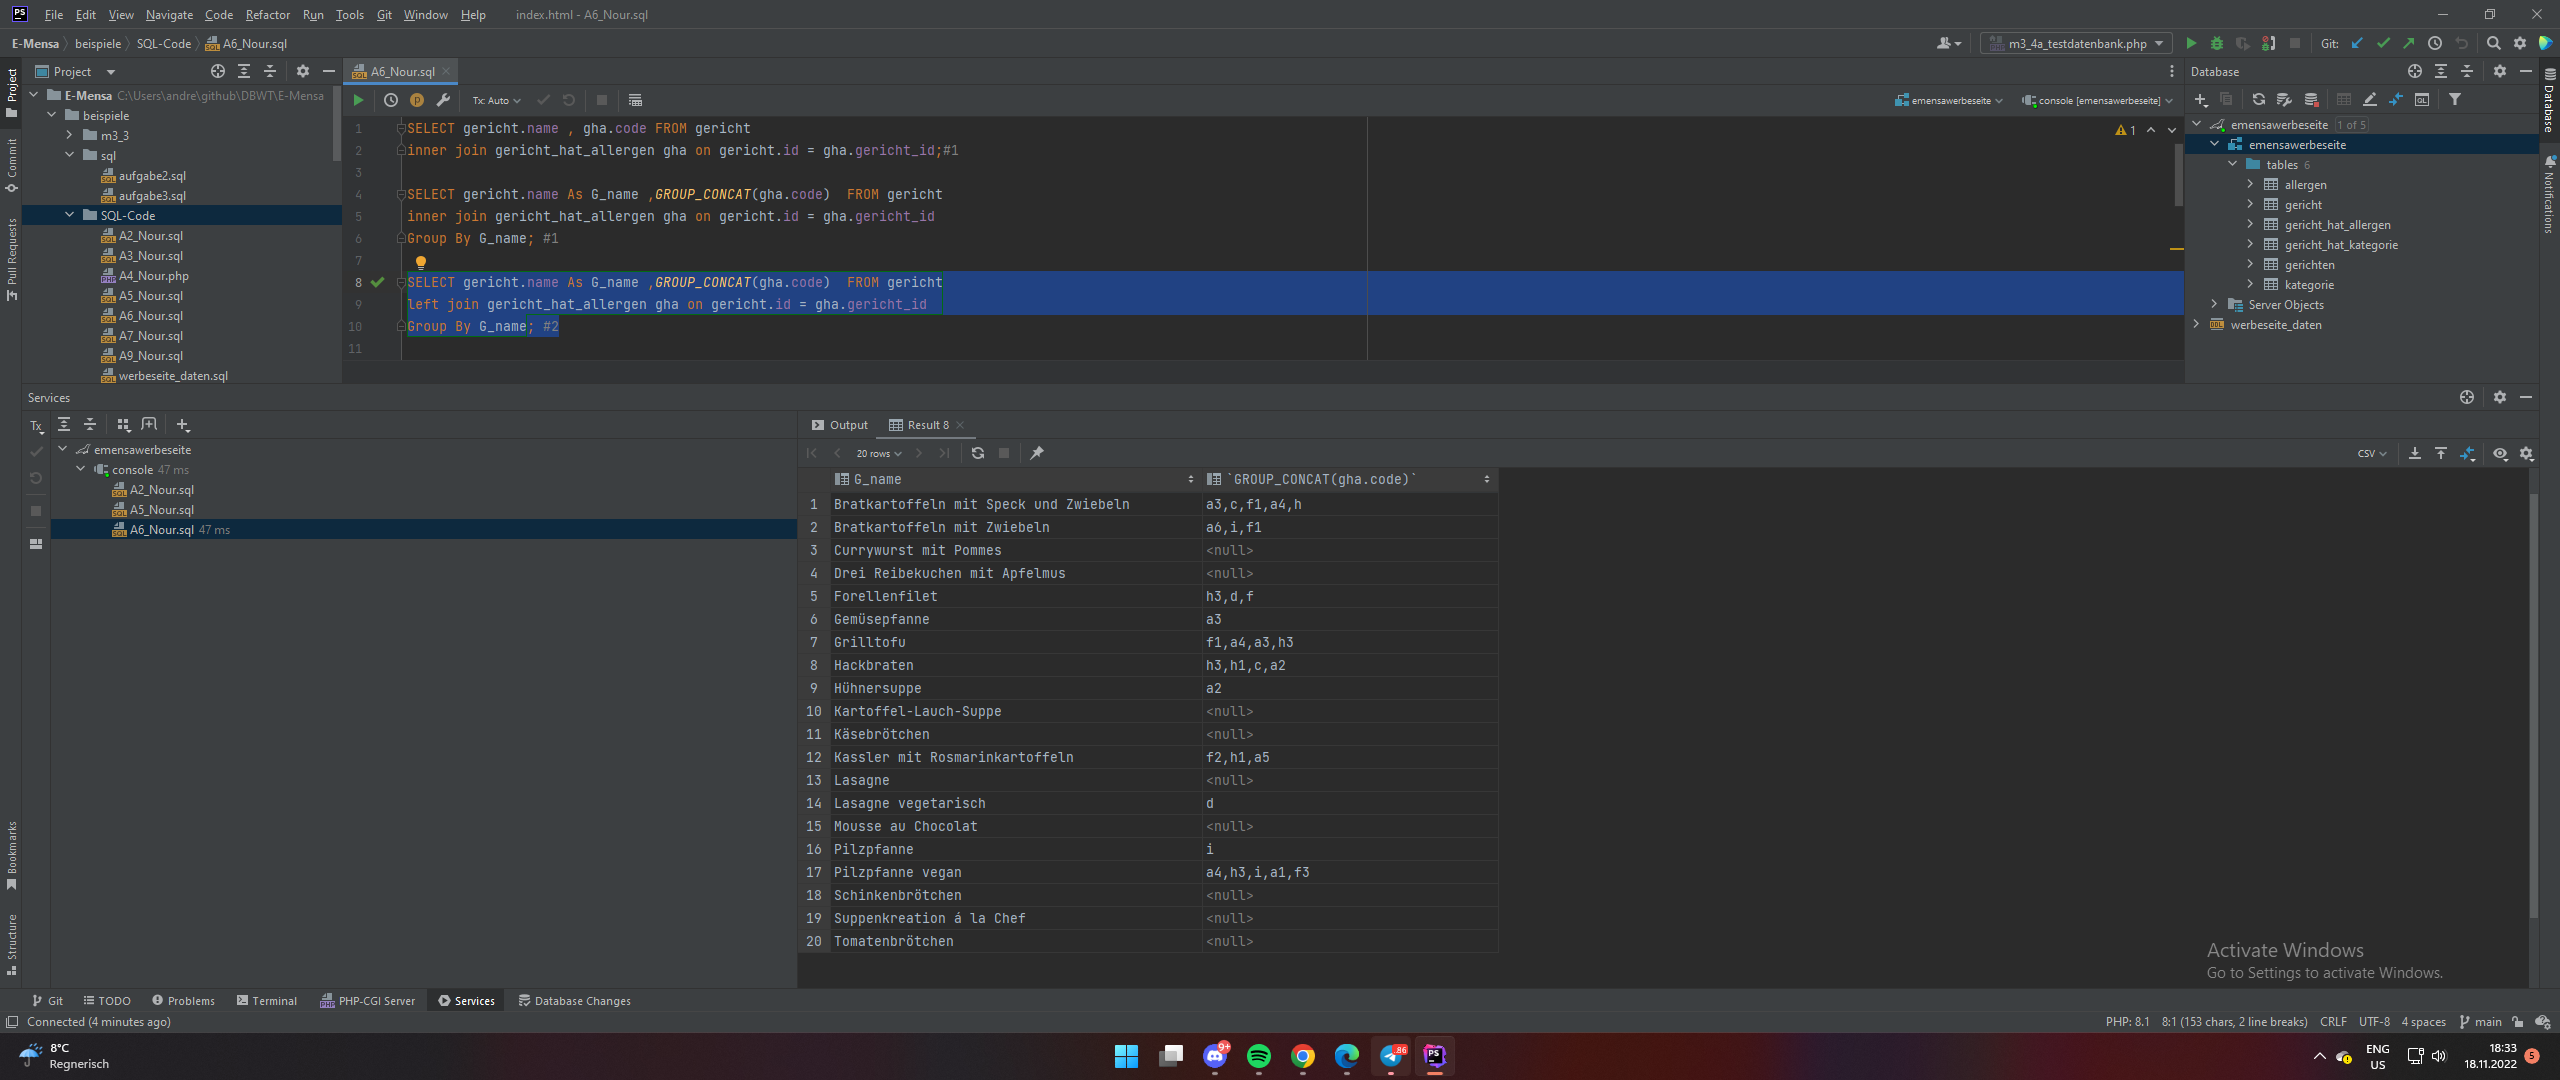 PS File Edit View Navigate Code Refactor Run Tools Git Window Help index.html - A6_Nour.sql
E-Mensa beispiele SQL-Code A6_Nour.sql m3_4a_testdatenbank.php Git:
Project A6_Nour.sql Database
E-Mensa C:\Users\andre\github\DBWT\E-Mensa
beispiele
m3_3
sql
aufgabe2.sql
aufgabe3.sql
SQL-Code
A2_Nour.sql
A3_Nour.sql
A4_Nour.php
A5_Nour.sql
A6_Nour.sql
A7_Nour.sql
A9_Nour.sql
werbeseite_daten.sql
Project
Commit
Pull Requests
Bookmarks
Structure
Tx: Auto emensawerbeseite console [emensawerbeseite]
1 SELECT gericht.name , gha.code FROM gericht
2 inner join gericht_hat_allergen gha on gericht.id = gha.gericht_id;#1
3
4 SELECT gericht.name As G_name ,GROUP_CONCAT(gha.code)  FROM gericht
5 inner join gericht_hat_allergen gha on gericht.id = gha.gericht_id
6 Group By G_name; #1
7
8 SELECT gericht.name As G_name ,GROUP_CONCAT(gha.code)  FROM gericht
9 left join gericht_hat_allergen gha on gericht.id = gha.gericht_id
10 Group By G_name; #2
11
1
emensawerbeseite 1 of 5
emensawerbeseite
tables 6
allergen
gericht
gericht_hat_allergen
gericht_hat_kategorie
gerichten
kategorie
Server Objects
werbeseite_daten
Database
Notifications
Services
Tx
emensawerbeseite
console 47 ms
A2_Nour.sql
A5_Nour.sql
A6_Nour.sql 47 ms
Output Result 8
20 rows CSV
G_name `GROUP_CONCAT(gha.code)`
1 Bratkartoffeln mit Speck und Zwiebeln a3,c,f1,a4,h
2 Bratkartoffeln mit Zwiebeln a6,i,f1
3 Currywurst mit Pommes <null>
4 Drei Reibekuchen mit Apfelmus <null>
5 Forellenfilet h3,d,f
6 Gemüsepfanne a3
7 Grilltofu f1,a4,a3,h3
8 Hackbraten h3,h1,c,a2
9 Hühnersuppe a2
10 Kartoffel-Lauch-Suppe <null>
11 Käsebrötchen <null>
12 Kassler mit Rosmarinkartoffeln f2,h1,a5
13 Lasagne <null>
14 Lasagne vegetarisch d
15 Mousse au Chocolat <null>
16 Pilzpfanne i
17 Pilzpfanne vegan a4,h3,i,a1,f3
18 Schinkenbrötchen <null>
19 Suppenkreation á la Chef <null>
20 Tomatenbrötchen <null>
Activate Windows
Go to Settings to activate Windows.
Git TODO Problems Terminal PHP-CGI Server Services Database Changes
Connected (4 minutes ago) PHP: 8.1 8:1 (153 chars, 2 line breaks) CRLF UTF-8 4 spaces main
8°C
Regnerisch
9+
86
PS
ENG
US
18:33
18.11.2022
5